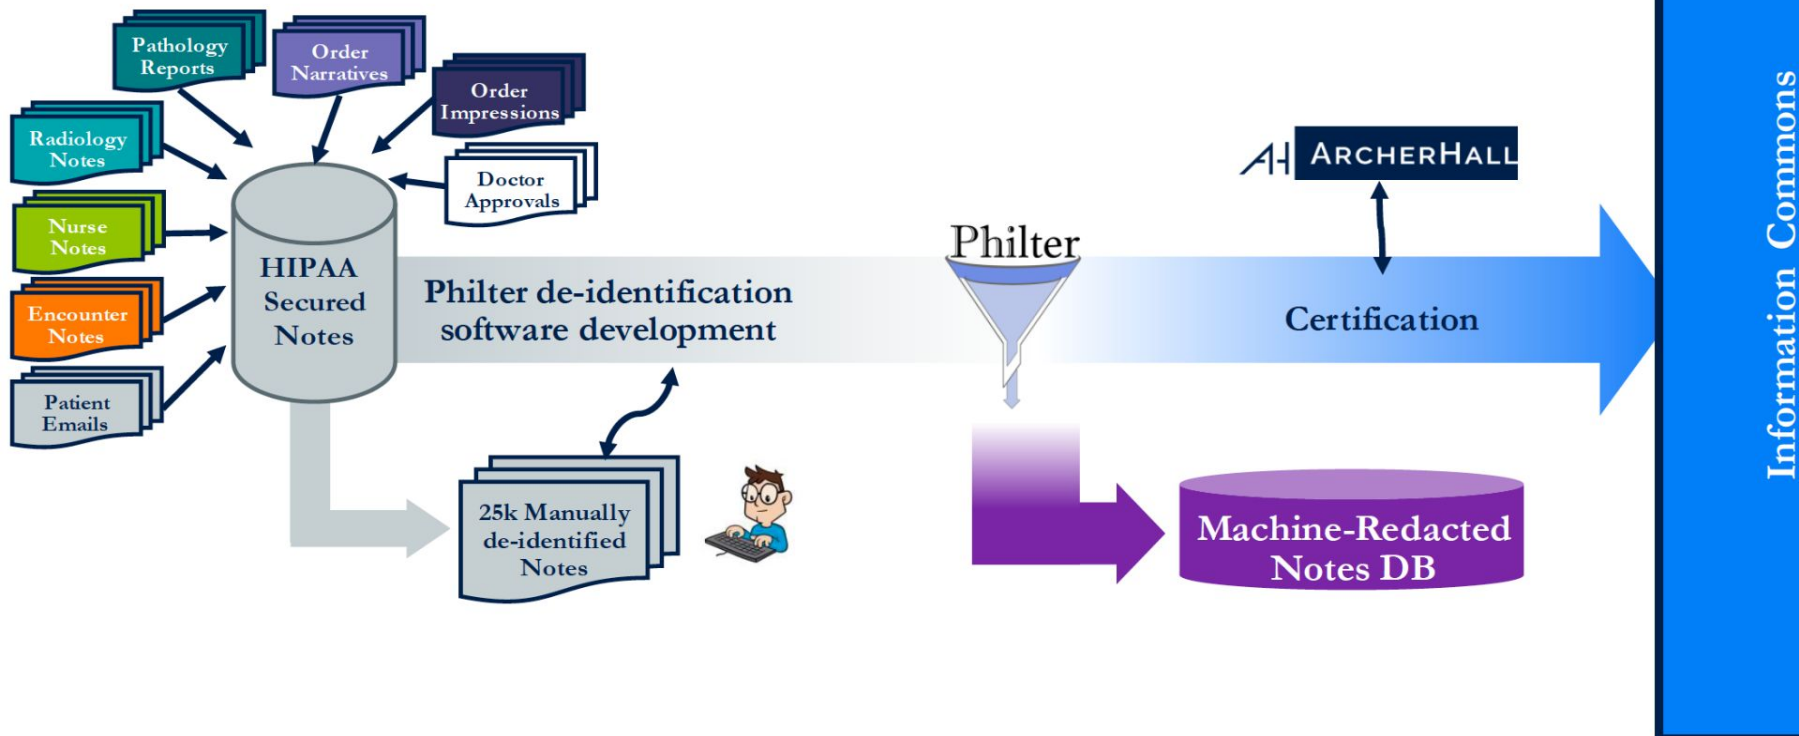 Pathology
Reports
Order
Narratives
Order
Impressions
Radiology
Notes
Doctor
Approvals
Nurse
Notes
Encounter
Notes
Patient
Emails
HIPAA
Secured
Notes
Philter de-identification
software development
25k Manually
de-identified
Notes
Philter
AH ARCHERHALL
Certification
Machine-Redacted
Notes DB
Information Commons